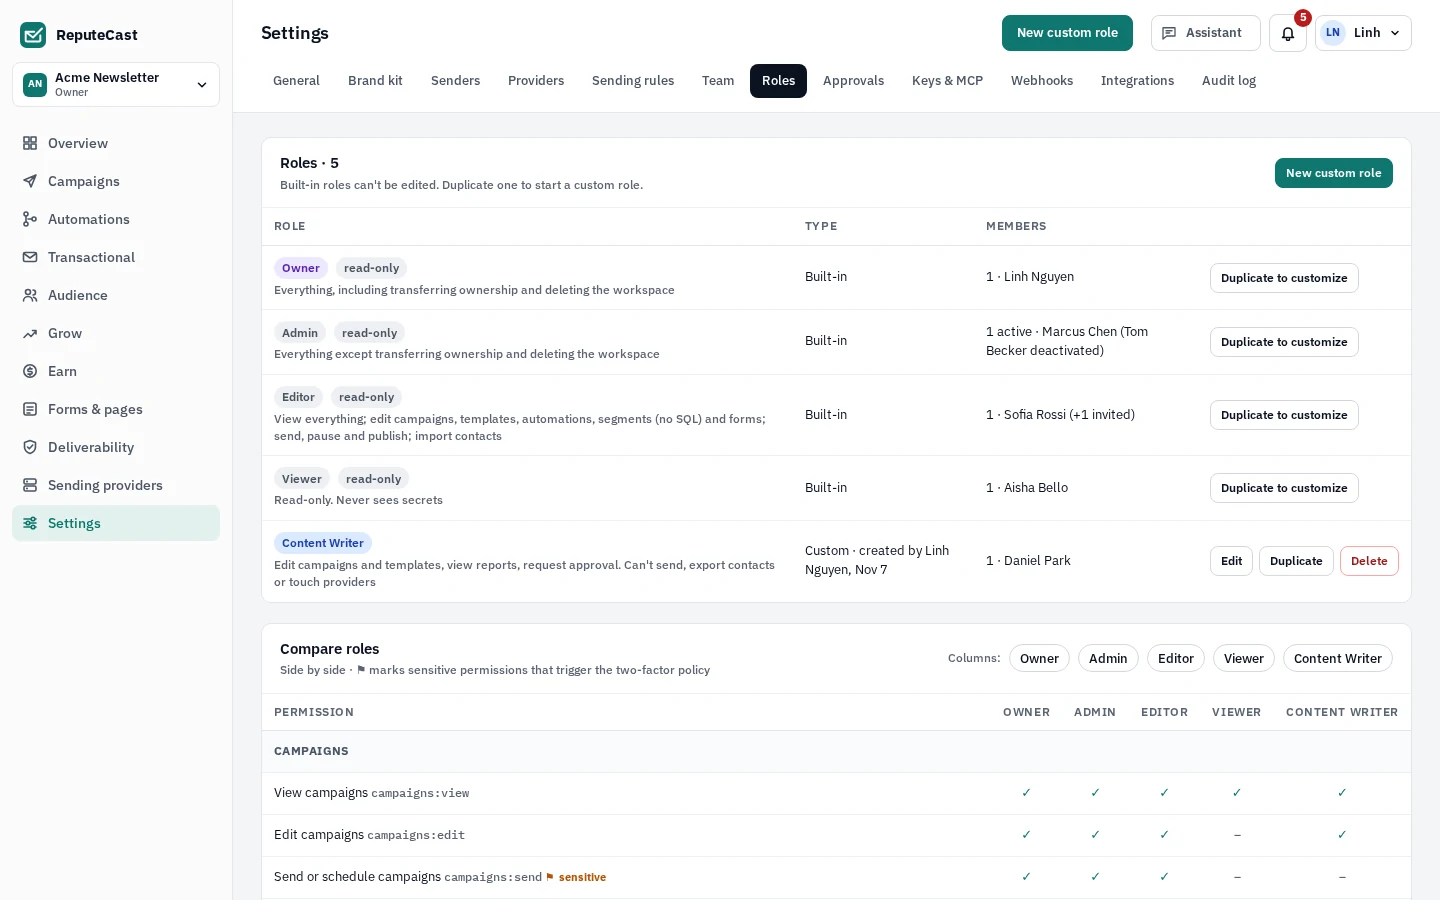 ReputeCast
AN
Acme Newsletter
Owner
Overview
Campaigns
Automations
Transactional
Audience
Grow
Earn
Forms & pages
Deliverability
Sending providers
Settings
Settings
New custom role
Assistant
5
LN
Linh
General
Brand kit
Senders
Providers
Sending rules
Team
Roles
Approvals
Keys & MCP
Webhooks
Integrations
Audit log
Roles · 5
Built-in roles can't be edited. Duplicate one to start a custom role.
New custom role
ROLE TYPE MEMBERS
Owner read-only
Everything, including transferring ownership and deleting the workspace
Built-in
1 · Linh Nguyen
Duplicate to customize
Admin read-only
Everything except transferring ownership and deleting the workspace
Built-in
1 active · Marcus Chen (Tom
Becker deactivated)
Duplicate to customize
Editor read-only
View everything; edit campaigns, templates, automations, segments (no SQL) and forms;
send, pause and publish; import contacts
Built-in
1 · Sofia Rossi (+1 invited)
Duplicate to customize
Viewer read-only
Read-only. Never sees secrets
Built-in
1 · Aisha Bello
Duplicate to customize
Content Writer
Edit campaigns and templates, view reports, request approval. Can't send, export contacts
or touch providers
Custom · created by Linh
Nguyen, Nov 7
1 · Daniel Park
Edit Duplicate Delete
Compare roles
Side by side · ⚑ marks sensitive permissions that trigger the two-factor policy
Columns: Owner Admin Editor Viewer Content Writer
PERMISSION OWNER ADMIN EDITOR VIEWER CONTENT WRITER
CAMPAIGNS
View campaigns campaigns:view ✓ ✓ ✓ ✓ ✓
Edit campaigns campaigns:edit ✓ ✓ ✓ – ✓
Send or schedule campaigns campaigns:send ⚑ sensitive ✓ ✓ ✓ – –